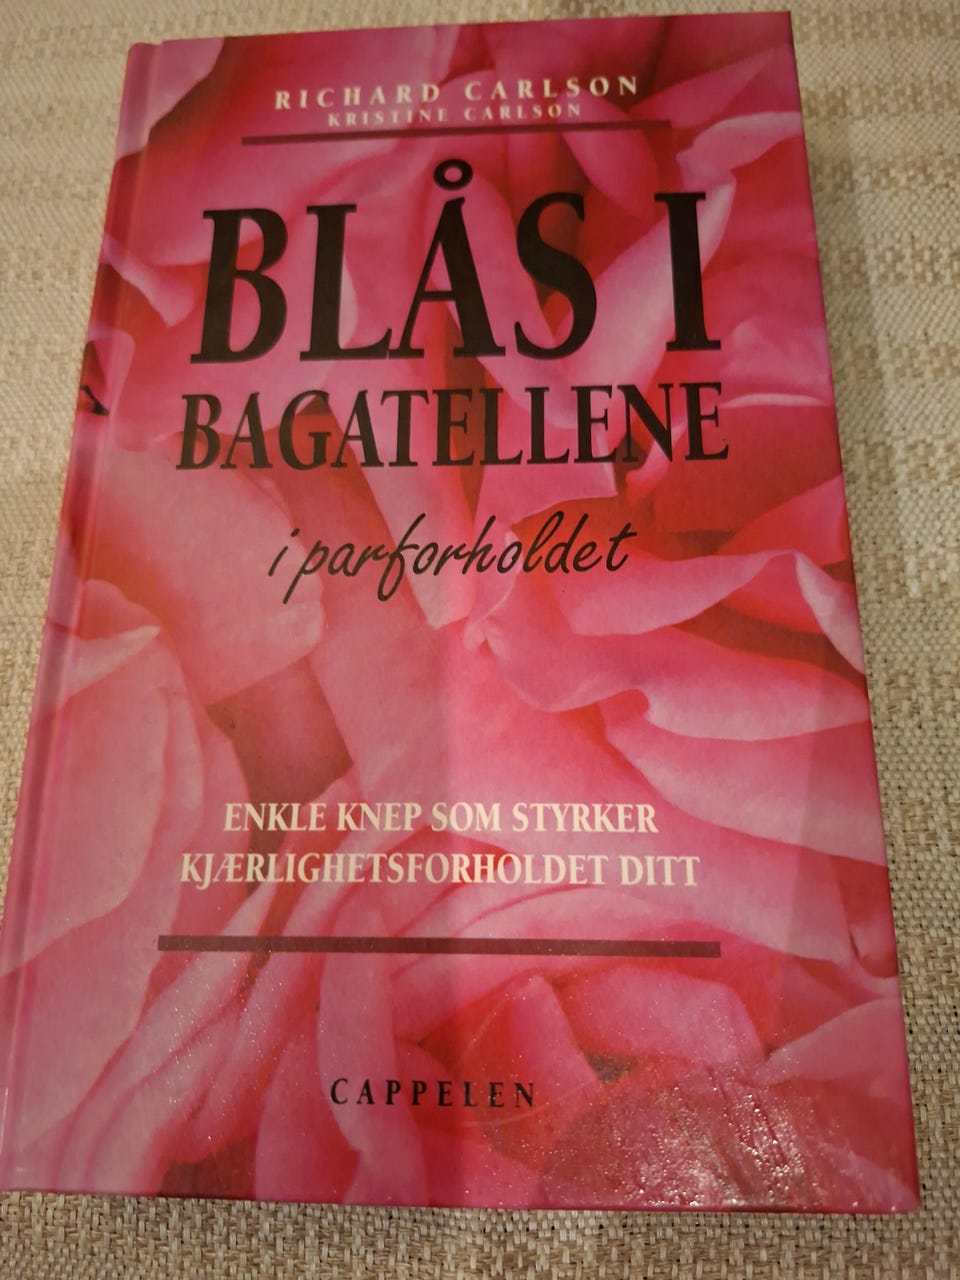 RICHARD CARLSON
KRISTINE CARLSON
BLÅS I
BAGATELLENE
i parforholdet
ENKLE KNEP SOM STYRKER
KJÆRLIGHETSFORHOLDET DITT
CAPPELEN